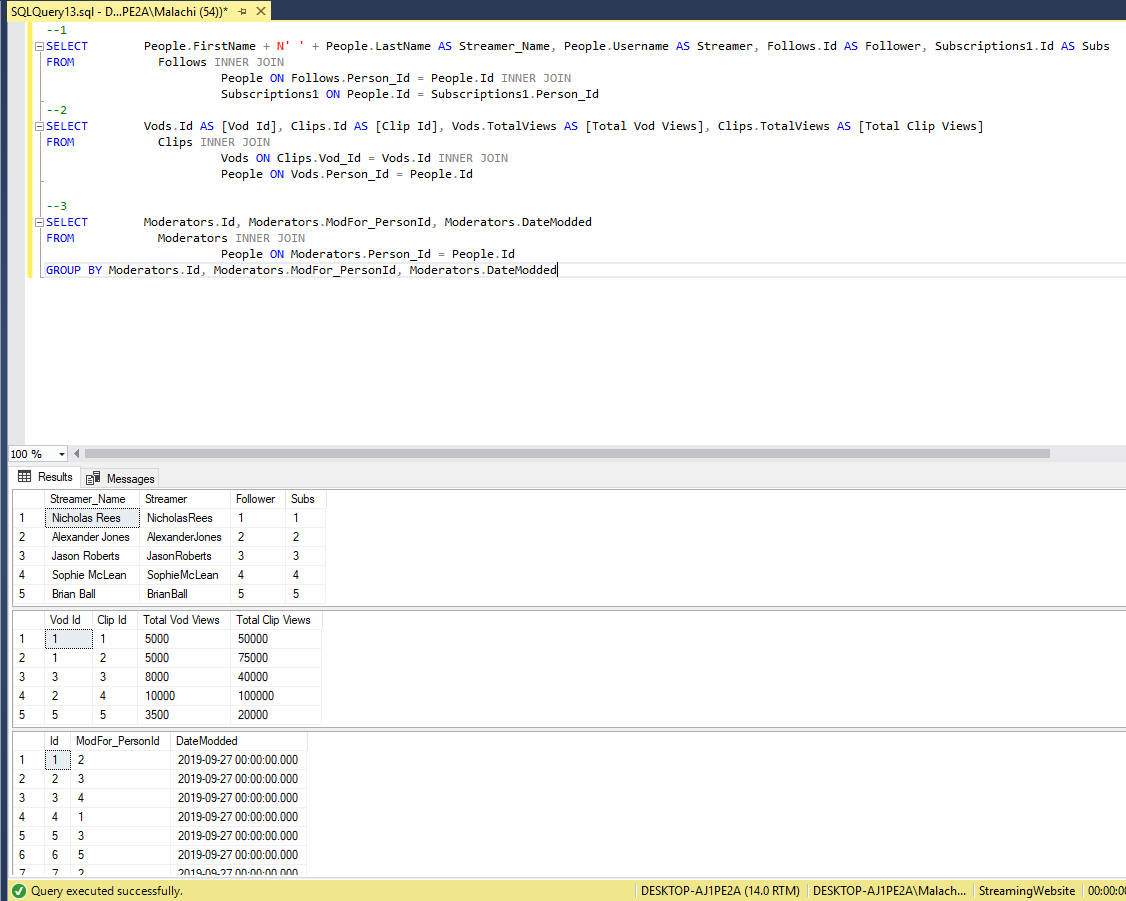 SQLQuery13.sql - D...PE2A\Malachi (54))*
--1
SELECT People.FirstName + N' ' + People.LastName AS Streamer_Name, People.Username AS Streamer, Follows.Id AS Follower, Subscriptions1.Id AS Subs
FROM Follows INNER JOIN
People ON Follows.Person_Id = People.Id INNER JOIN
Subscriptions1 ON People.Id = Subscriptions1.Person_Id
--2
SELECT Vods.Id AS [Vod Id], Clips.Id AS [Clip Id], Vods.TotalViews AS [Total Vod Views], Clips.TotalViews AS [Total Clip Views]
FROM Clips INNER JOIN
Vods ON Clips.Vod_Id = Vods.Id INNER JOIN
People ON Vods.Person_Id = People.Id
--3
SELECT Moderators.Id, Moderators.ModFor_PersonId, Moderators.DateModded
FROM Moderators INNER JOIN
People ON Moderators.Person_Id = People.Id
GROUP BY Moderators.Id, Moderators.ModFor_PersonId, Moderators.DateModded
100 %
Results Messages
Streamer_Name Streamer Follower Subs
1 Nicholas Rees NicholasRees 1 1
2 Alexander Jones AlexanderJones 2 2
3 Jason Roberts JasonRoberts 3 3
4 Sophie McLean SophieMcLean 4 4
5 Brian Ball BrianBall 5 5
Vod Id Clip Id Total Vod Views Total Clip Views
1 1 1 5000 50000
2 1 2 5000 75000
3 3 3 8000 40000
4 2 4 10000 100000
5 5 5 3500 20000
Id ModFor_PersonId DateModded
1 1 2 2019-09-27 00:00:00.000
2 2 3 2019-09-27 00:00:00.000
3 3 4 2019-09-27 00:00:00.000
4 4 1 2019-09-27 00:00:00.000
5 5 3 2019-09-27 00:00:00.000
6 6 5 2019-09-27 00:00:00.000
7 7 2 2019-09-27 00:00:00.000
Query executed successfully. DESKTOP-AJ1PE2A (14.0 RTM) DESKTOP-AJ1PE2A\Malach... StreamingWebsite 00:00:0